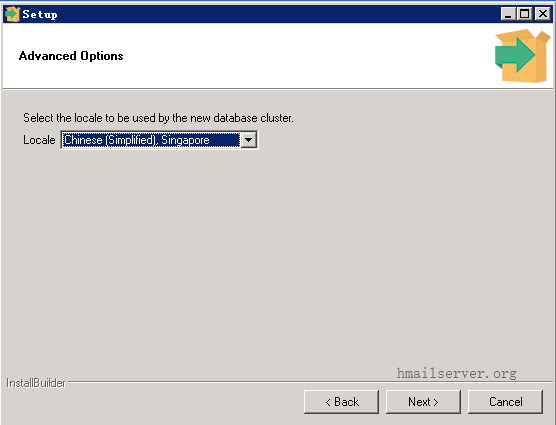 Setup
Advanced Options
Select the locale to be used by the new database cluster.
Locale Chinese (Simplified), Singapore
hmailserver.org
InstallBuilder
< Back Next > Cancel